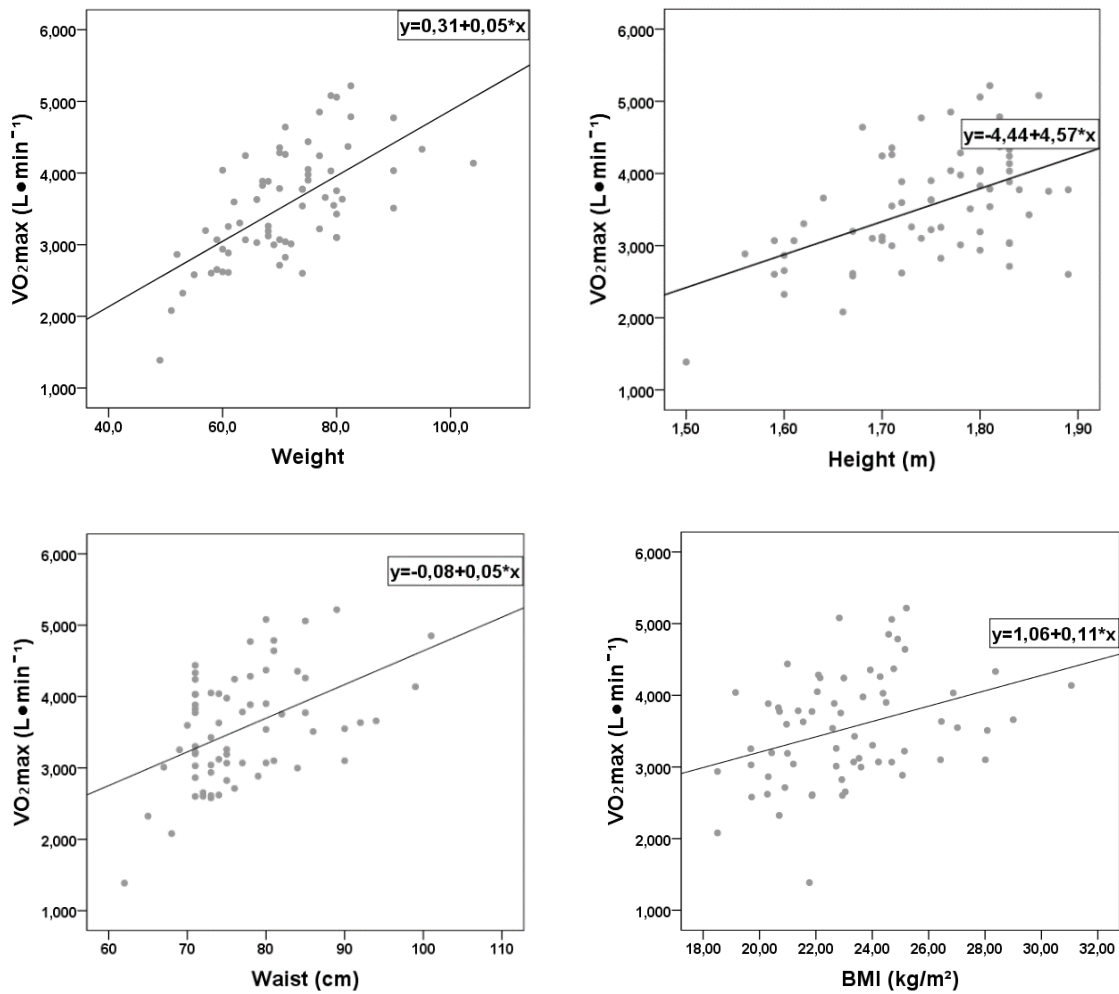 y=0,31+0,05*x
6,000
5,000
4,000
3,000
2,000
1,000
VO₂max (L●min⁻¹)
40,0 60,0 80,0 100,0
Weight
y=-4,44+4,57*x
6,000
5,000
4,000
3,000
2,000
1,000
VO₂max (L●min⁻¹)
1,50 1,60 1,70 1,80 1,90
Height (m)
y=-0,08+0,05*x
6,000
5,000
4,000
3,000
2,000
1,000
VO₂max (L●min⁻¹)
60 70 80 90 100 110
Waist (cm)
y=1,06+0,11*x
6,000
5,000
4,000
3,000
2,000
1,000
VO₂max (L●min⁻¹)
18,00 20,00 22,00 24,00 26,00 28,00 30,00 32,00
BMI (kg/m²)